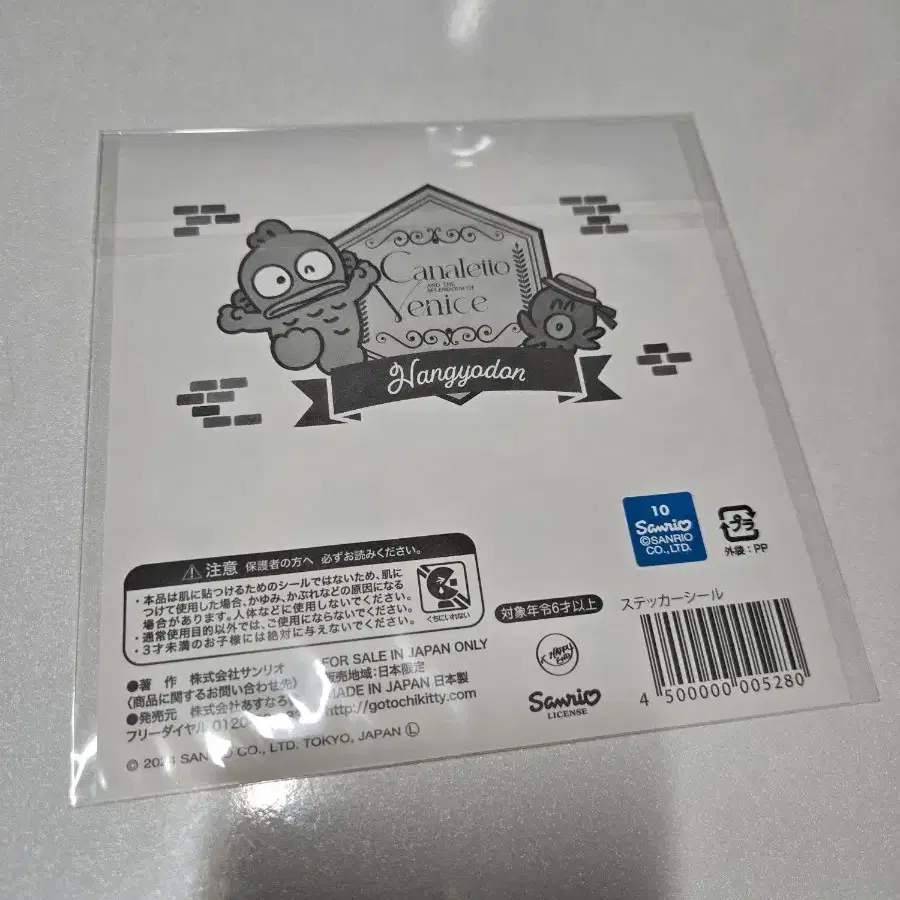 Canaletto
AND THE
SPLENDOUR OF
Venice
Hangyodon
10
Sanrio
©SANRIO
CO., LTD.
プラ
外袋：PP
注意 保護者の方へ 必ずお読みください。
・本品は肌に貼つけるためのシールではないため、肌に
つけて使用した場合、かゆみ、かぶれなどの原因になる
場合があります。人体などに使用しないでください。
・通常使用目的以外では、ご使用にならないでください。
・3才未満のお子様には絶対に与えないでください。
くちにいれない
対象年令6才以上
ステッカーシール
●著 作 株式会社サンリオ
〈商品に関するお問い合わせ先〉
●発売元 株式会社あすなろ
フリーダイヤル 0120
FOR SALE IN JAPAN ONLY
販売地域:日本限定
MADE IN JAPAN 日本製
http://gotochikitty.com
© 2024 SANRIO CO., LTD. TOKYO, JAPAN Ⓛ
HAPPY
Sanrio
LICENSE
4 500000 005280